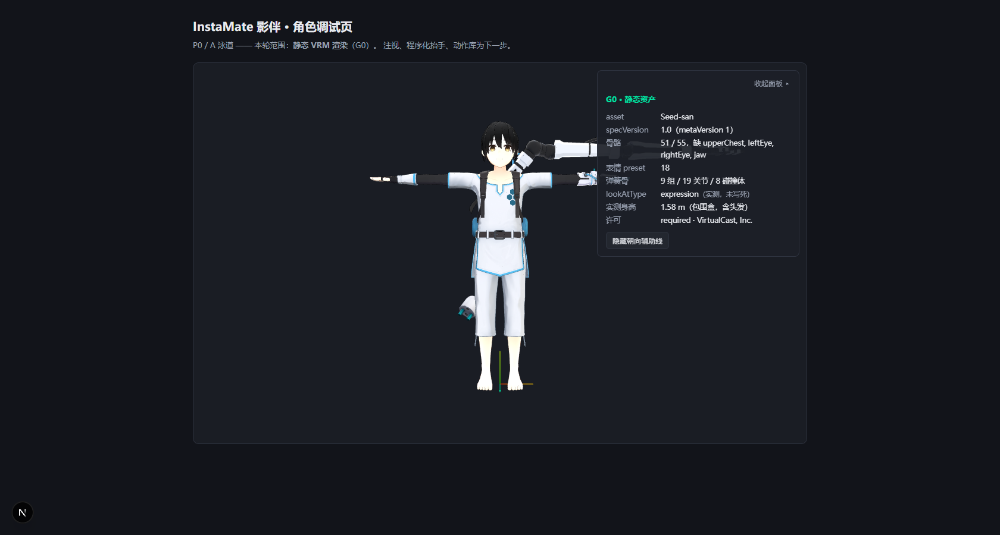 InstaMate 影伴 • 角色调试页
P0 / A 泳道 —— 本轮范围：静态 VRM 渲染（G0）。 注视、程序化抬手、动作库为下一步。
收起面板 ▸
G0 • 静态资产
asset Seed-san
specVersion 1.0（metaVersion 1）
骨骼 51 / 55，缺 upperChest, leftEye,
rightEye, jaw
表情 preset 18
弹簧骨 9 组 / 19 关节 / 8 碰撞体
lookAtType expression（实测，未写死）
实测身高 1.58 m（包围盒，含头发）
许可 required · VirtualCast, Inc.
隐藏朝向辅助线
N